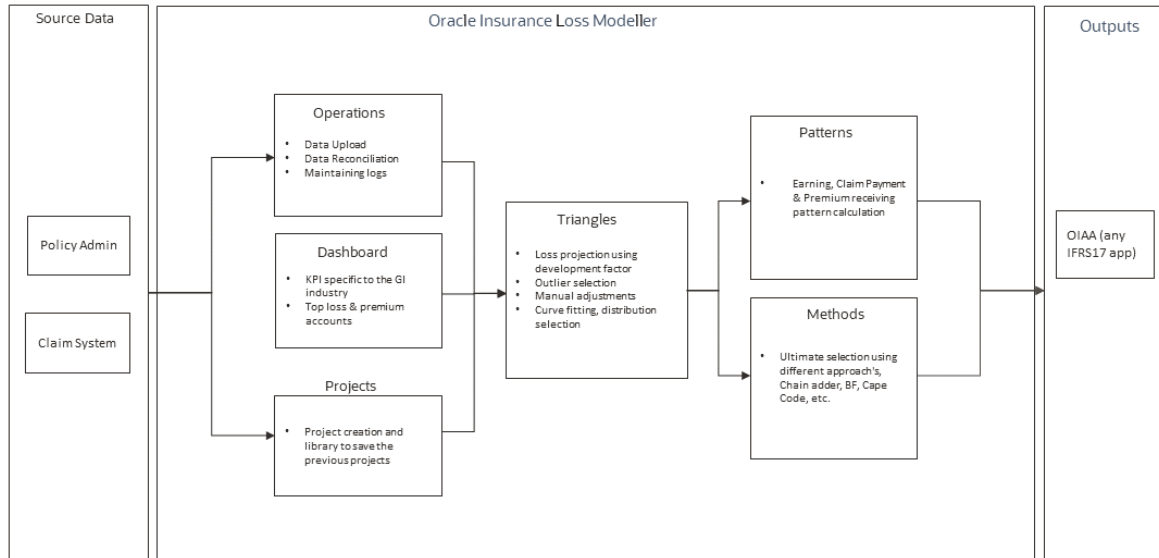 Source Data
Policy Admin
Claim System
Oracle Insurance Loss Modeller
Operations
• Data Upload
• Data Reconciliation
• Maintaining logs
Dashboard
• KPI specific to the GI
industry
• Top loss & premium
accounts
Projects
• Project creation and
library to save the
previous projects
Triangles
• Loss projection using
development factor
• Outlier selection
• Manual adjustments
• Curve fitting, distribution
selection
Patterns
• Earning, Claim Payment
& Premium receiving
pattern calculation
Methods
• Ultimate selection using
different approach's,
Chain adder, BF, Cape
Code, etc.
Outputs
OIAA (any
IFRS17 app)